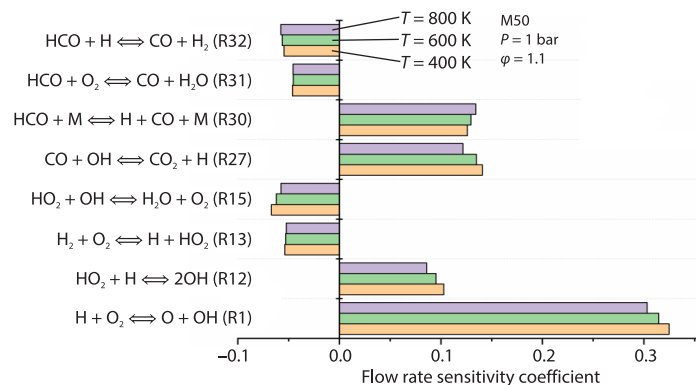 HCO + H ⟺ CO + H₂ (R32)
HCO + O₂ ⟺ CO + H₂O (R31)
HCO + M ⟺ H + CO + M (R30)
CO + OH ⟺ CO₂ + H (R27)
HO₂ + OH ⟺ H₂O + O₂ (R15)
H₂ + O₂ ⟺ H + HO₂ (R13)
HO₂ + H ⟺ 2OH (R12)
H + O₂ ⟺ O + OH (R1)
T = 800 K
T = 600 K
T = 400 K
M50
P = 1 bar
φ = 1.1
−0.1 0.0 0.1 0.2 0.3
Flow rate sensitivity coefficient